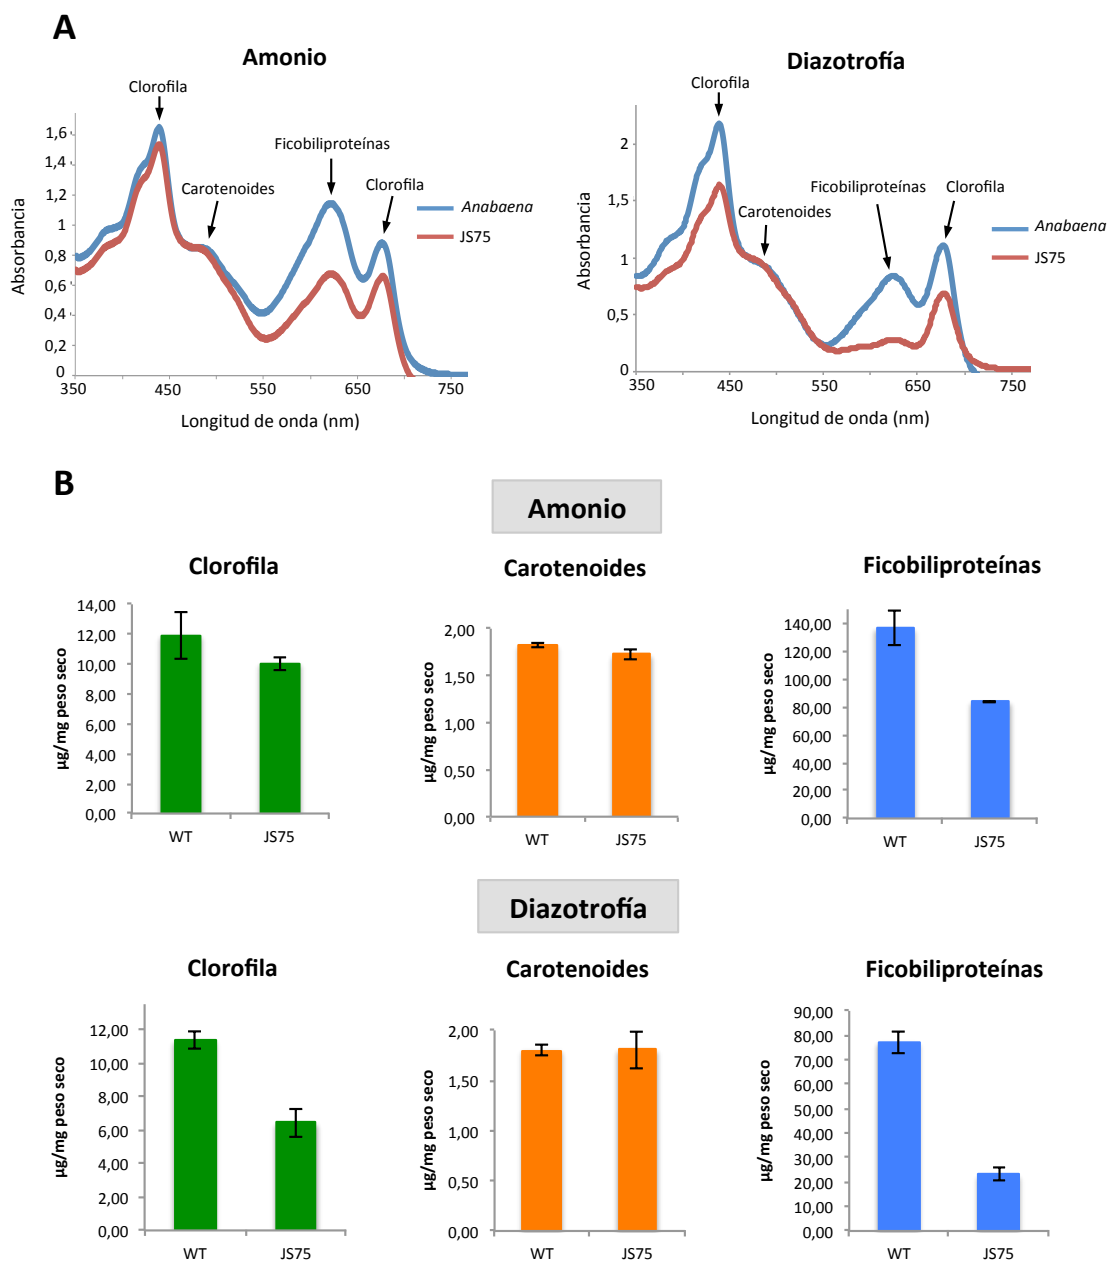 A
Amonio
Clorofila
Ficobiliproteínas
Carotenoides
Clorofila
Absorbancia
1,6
1,4
1,2
1
0,8
0,6
0,4
0,2
0
350
450
550
650
750
Longitud de onda (nm)
Anabaena
JS75
Diazotrofía
Clorofila
Ficobiliproteínas
Clorofila
Carotenoides
Absorbancia
2
1,5
1
0,5
0
350
450
550
650
750
Longitud de onda (nm)
Anabaena
JS75
B
Amonio
Clorofila
µg/mg peso seco
14,00
12,00
10,00
8,00
6,00
4,00
2,00
0,00
WT
JS75
Carotenoides
µg/mg peso seco
2,00
1,50
1,00
0,50
0,00
WT
JS75
Ficobiliproteínas
µg/mg peso seco
140,00
120,00
100,00
80,00
60,00
40,00
20,00
0,00
WT
JS75
Diazotrofía
Clorofila
µg/mg peso seco
12,00
10,00
8,00
6,00
4,00
2,00
0,00
WT
JS75
Carotenoides
µg/mg peso seco
2,00
1,50
1,00
0,50
0,00
WT
JS75
Ficobiliproteínas
µg/mg peso seco
90,00
80,00
70,00
60,00
50,00
40,00
30,00
20,00
10,00
0,00
WT
JS75